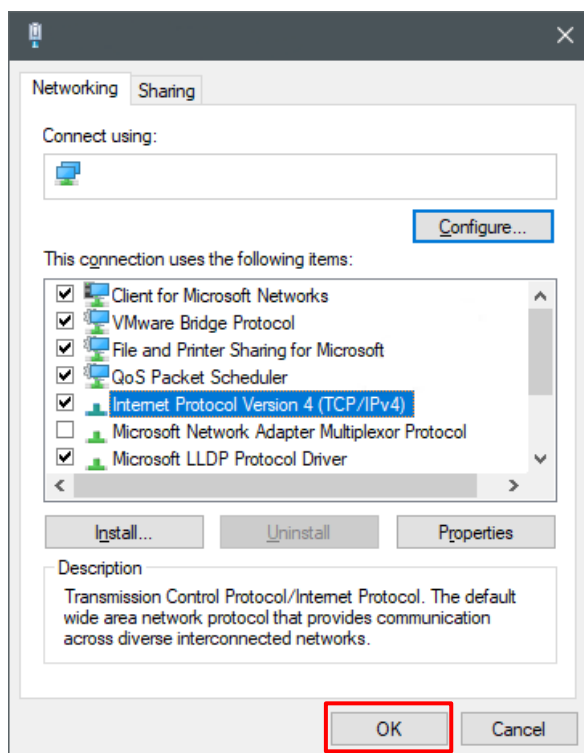 Networking
Sharing
Connect using:
Configure...
This connection uses the following items:
Client for Microsoft Networks
VMware Bridge Protocol
File and Printer Sharing for Microsoft
QoS Packet Scheduler
Internet Protocol Version 4 (TCP/IPv4)
Microsoft Network Adapter Multiplexor Protocol
Microsoft LLDP Protocol Driver
Install...
Uninstall
Properties
Description
Transmission Control Protocol/Internet Protocol. The default
wide area network protocol that provides communication
across diverse interconnected networks.
OK
Cancel